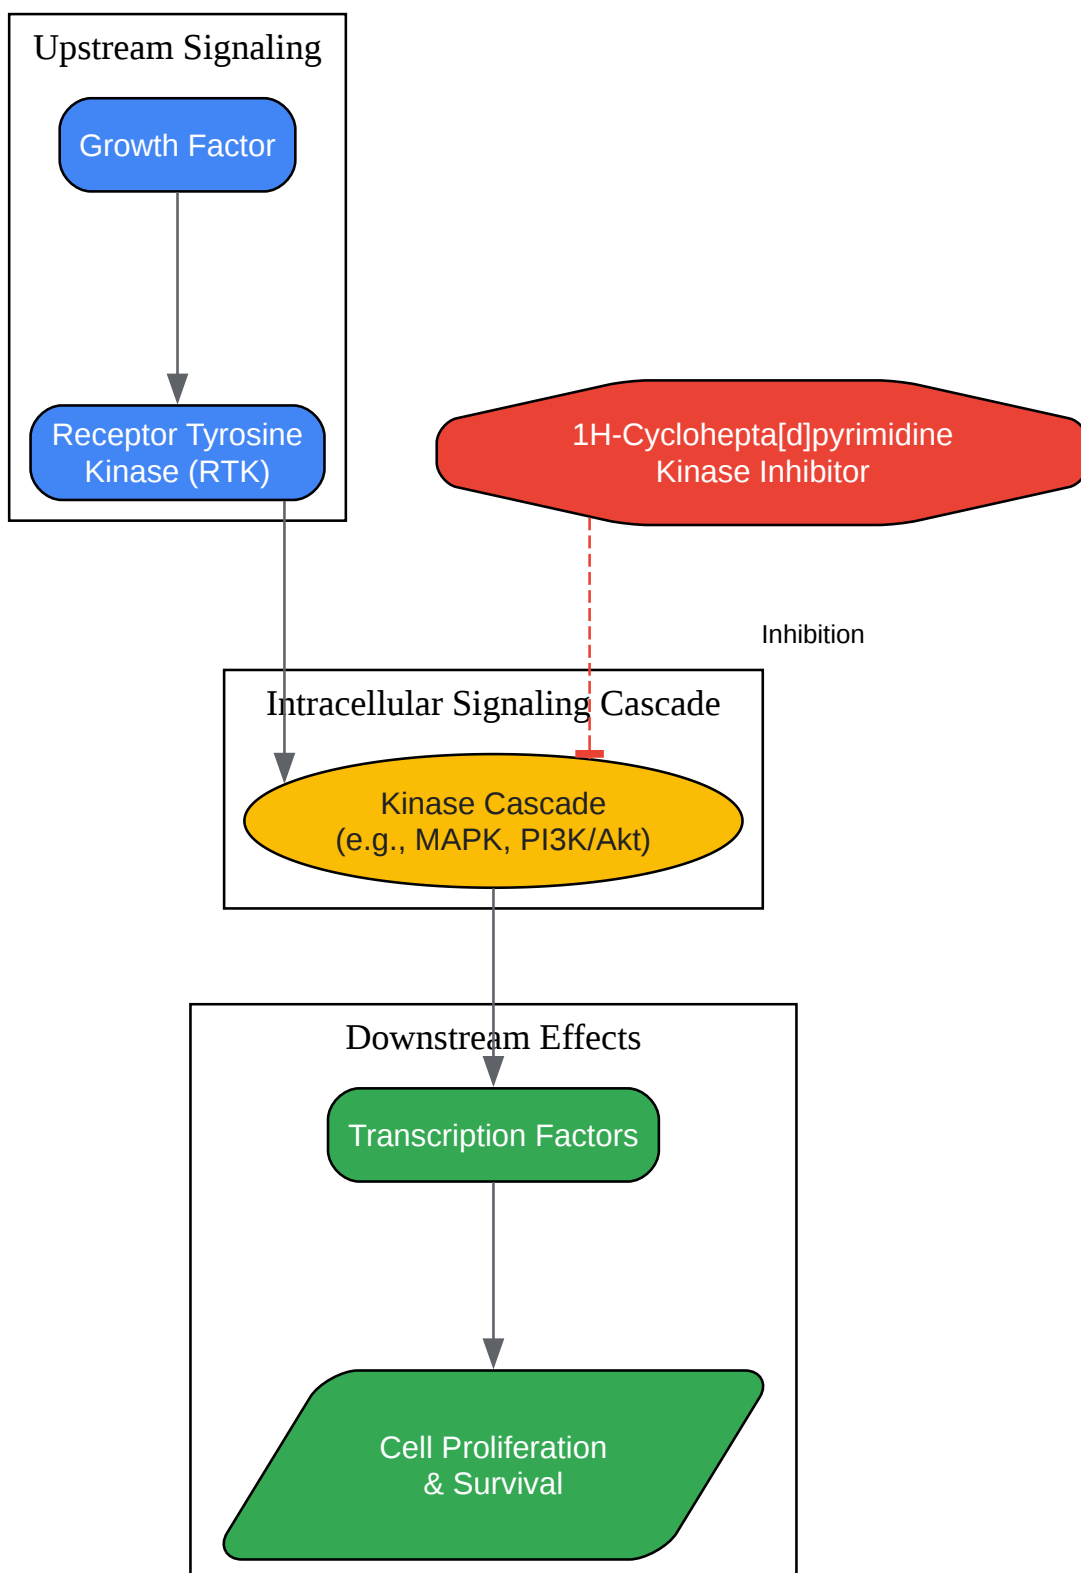 Upstream Signaling
Growth Factor
Receptor Tyrosine
Kinase (RTK)
1H-Cyclohepta[d]pyrimidine
Kinase Inhibitor
Inhibition
Intracellular Signaling Cascade
Kinase Cascade
(e.g., MAPK, PI3K/Akt)
Downstream Effects
Transcription Factors
Cell Proliferation
& Survival